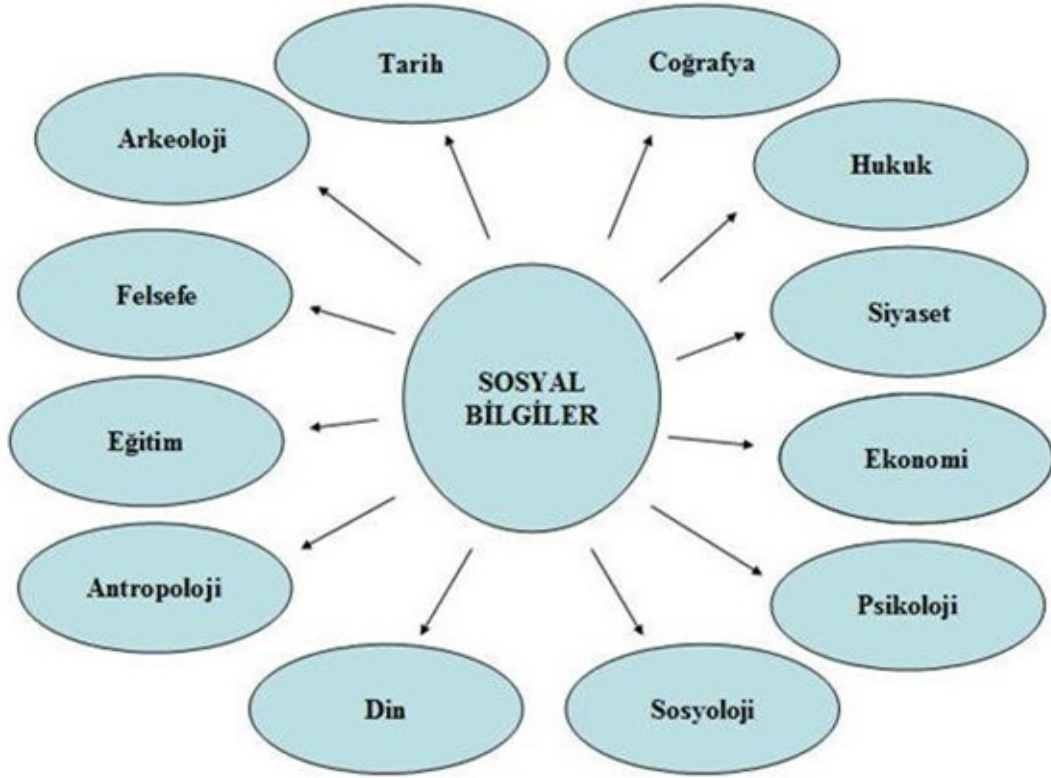 Tarih
Coğrafya
Arkeoloji
Hukuk
Felsefe
Siyaset
SOSYAL
BİLGİLER
Eğitim
Ekonomi
Antropoloji
Psikoloji
Din
Sosyoloji